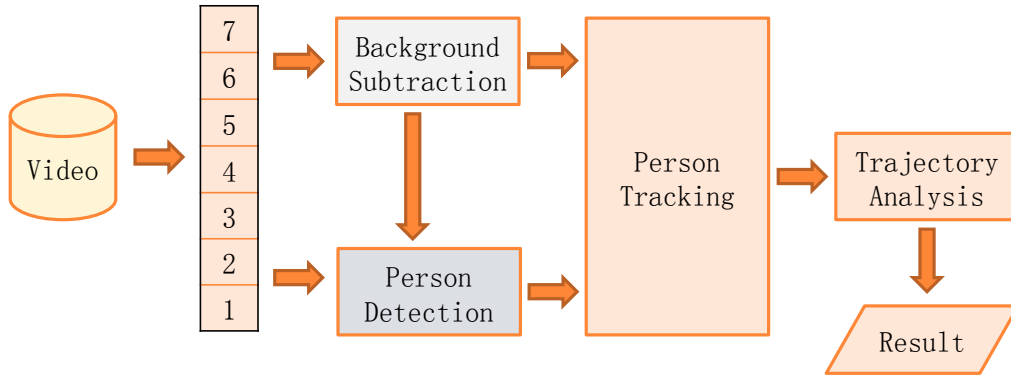 Video
7
6
5
4
3
2
1
Background
Subtraction
Person
Detection
Person
Tracking
Trajectory
Analysis
Result